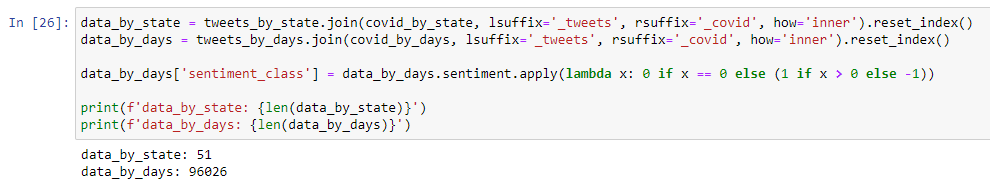 In [26]: data_by_state = tweets_by_state.join(covid_by_state, lsuffix='_tweets', rsuffix='_covid', how='inner').reset_index()
data_by_days = tweets_by_days.join(covid_by_days, lsuffix='_tweets', rsuffix='_covid', how='inner').reset_index()
data_by_days['sentiment_class'] = data_by_days.sentiment.apply(lambda x: 0 if x == 0 else (1 if x > 0 else -1))
print(f'data_by_state: {len(data_by_state)}')
print(f'data_by_days: {len(data_by_days)}')
data_by_state: 51
data_by_days: 96026